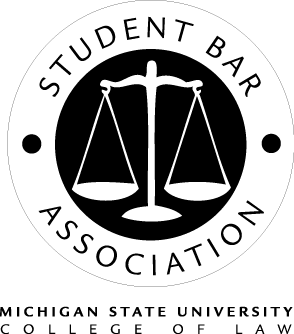 STUDENT BAR
ASSOCIATION
MICHIGAN STATE UNIVERSITY
COLLEGE OF LAW